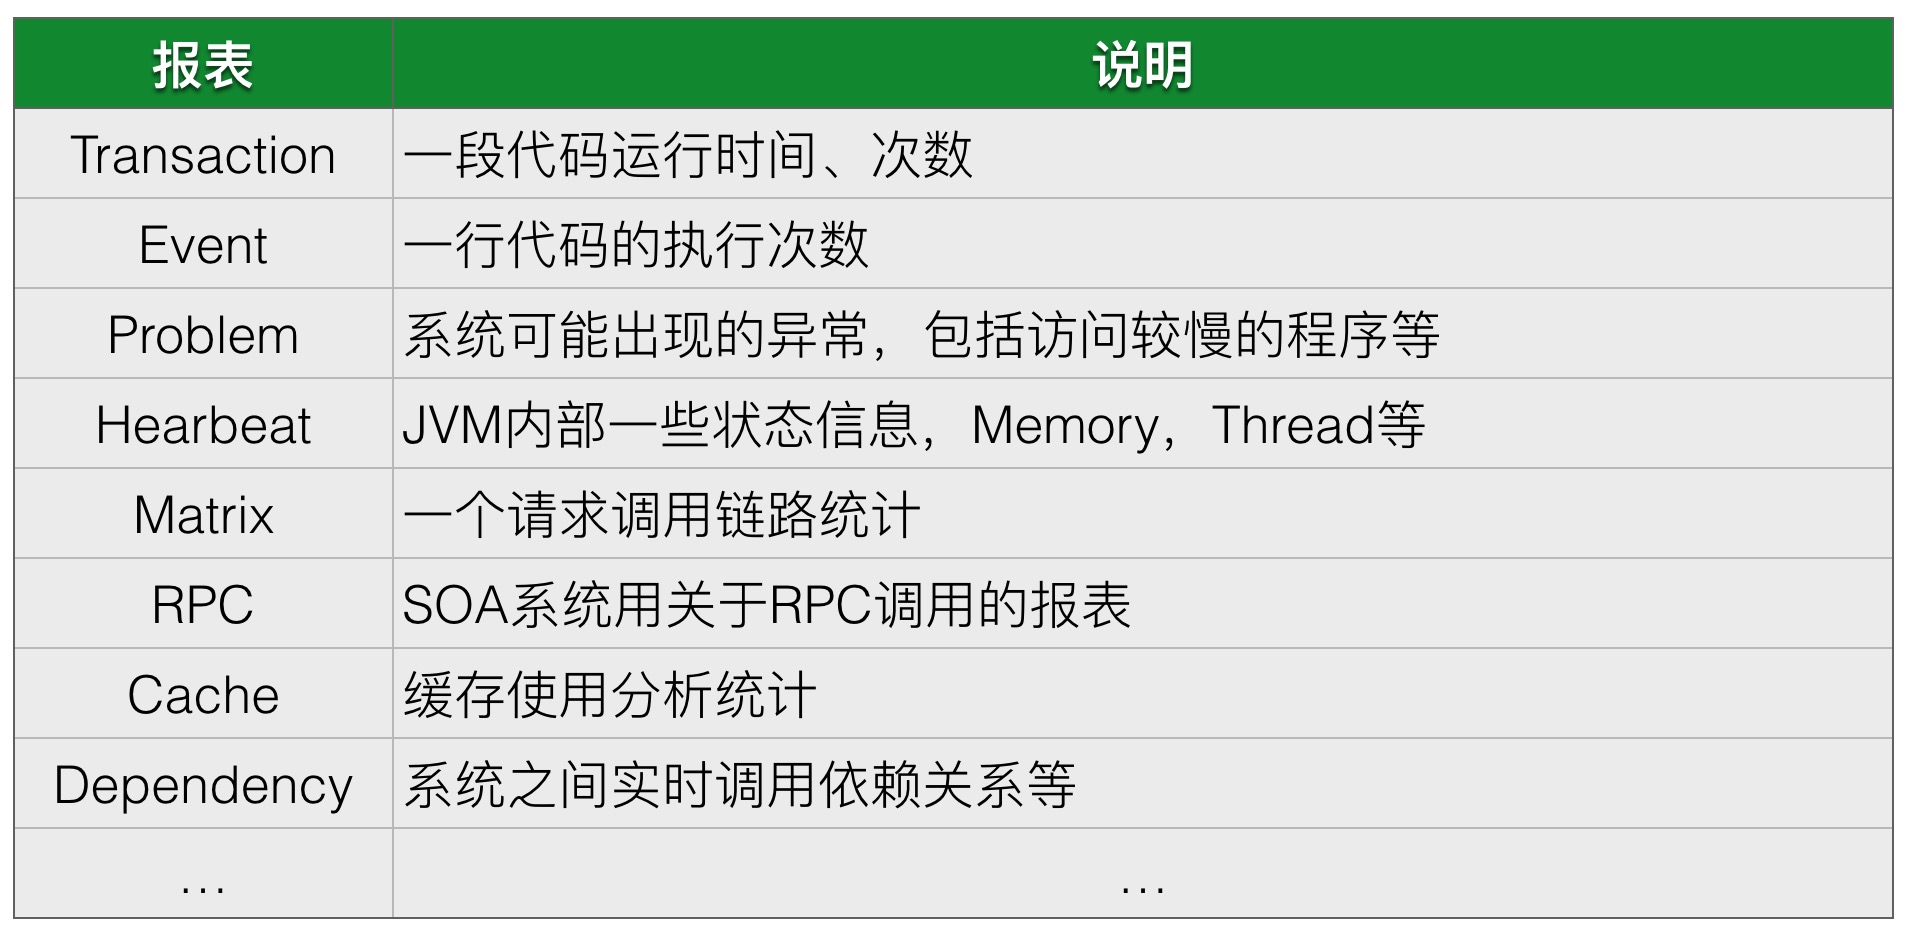 报表 说明
Transaction 一段代码运行时间、次数
Event 一行代码的执行次数
Problem 系统可能出现的异常，包括访问较慢的程序等
Hearbeat JVM内部一些状态信息，Memory，Thread等
Matrix 一个请求调用链路统计
RPC SOA系统用关于RPC调用的报表
Cache 缓存使用分析统计
Dependency 系统之间实时调用依赖关系等
... ...